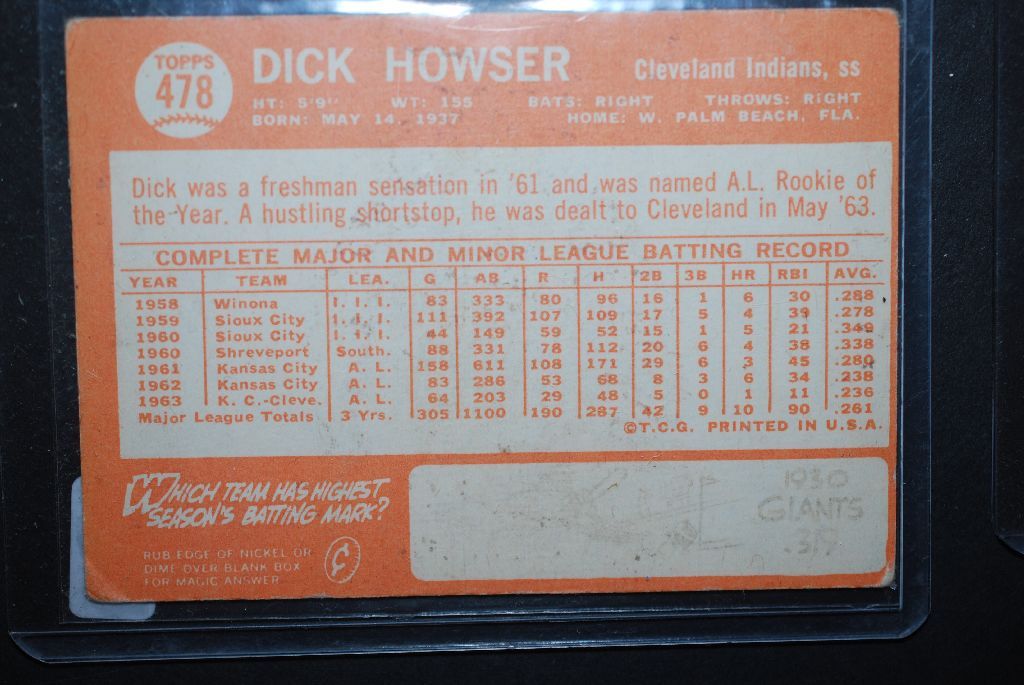 TOPPS
478
DICK HOWSER
Cleveland Indians, ss
HT: 5'9" WT: 155 BATS: RIGHT THROWS: RIGHT
BORN: MAY 14, 1937 HOME: W. PALM BEACH, FLA.
Dick was a freshman sensation in '61 and was named A.L. Rookie of
the Year. A hustling shortstop, he was dealt to Cleveland in May '63.
COMPLETE MAJOR AND MINOR LEAGUE BATTING RECORD
YEAR TEAM LEA. G AB R H 2B 3B HR RBI AVG.
1958 Winona I. I. I. 83 333 80 96 16 1 6 30 .288
1959 Sioux City I. I. I. 111 392 107 109 17 5 4 39 .278
1960 Sioux City I. I. I. 44 149 59 52 15 1 5 21 .349
1960 Shreveport South. 88 331 78 112 20 6 4 38 .338
1961 Kansas City A. L. 158 611 108 171 29 6 3 45 .280
1962 Kansas City A. L. 83 286 53 68 8 3 6 34 .238
1963 K. C.-Cleve. A. L. 64 203 29 48 5 0 1 11 .236
Major League Totals 3 Yrs. 305 1100 190 287 42 9 10 90 .261
©T.C.G. PRINTED IN U.S.A.
WHICH TEAM HAS HIGHEST
SEASON'S BATTING MARK?
RUB EDGE OF NICKEL OR
DIME OVER BLANK BOX
FOR MAGIC ANSWER
1930
GIANTS
.319